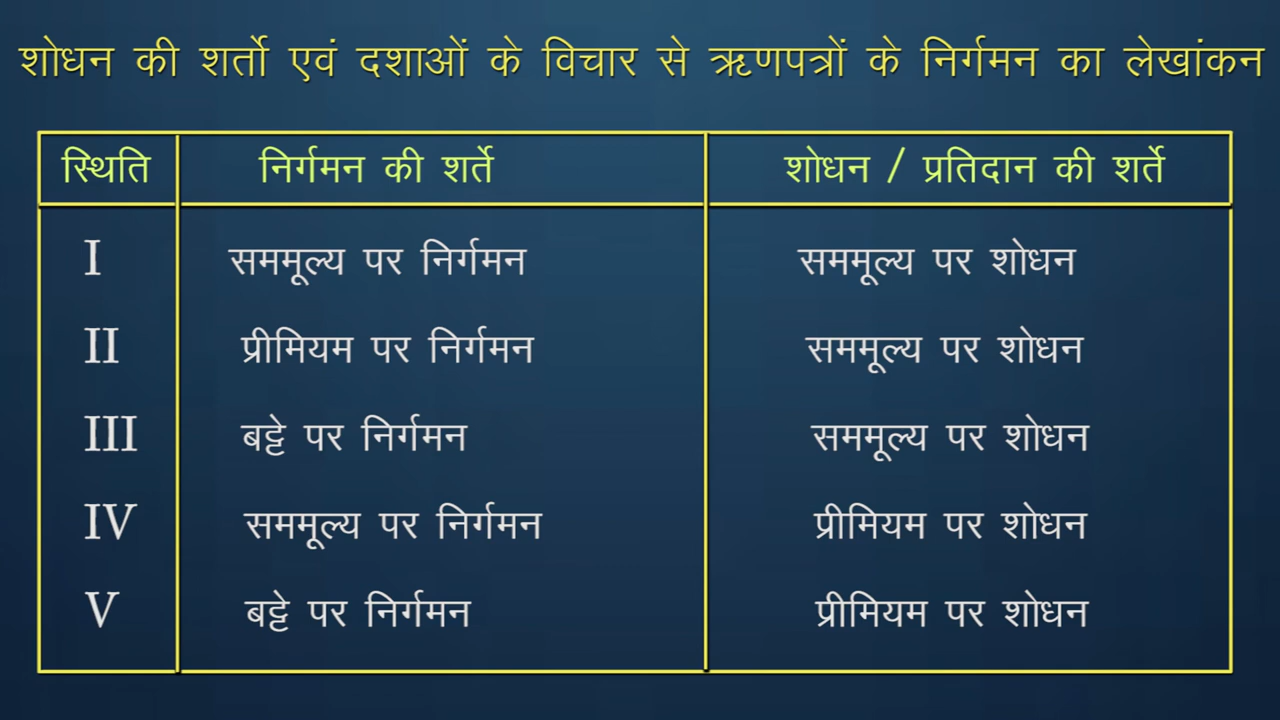 शोधन की शर्तो एवं दशाओं के विचार से ऋणपत्रों के निर्गमन का लेखांकन
स्थिति निर्गमन की शर्ते शोधन / प्रतिदान की शर्ते
I सममूल्य पर निर्गमन सममूल्य पर शोधन
II प्रीमियम पर निर्गमन सममूल्य पर शोधन
III बट्टे पर निर्गमन सममूल्य पर शोधन
IV सममूल्य पर निर्गमन प्रीमियम पर शोधन
V बट्टे पर निर्गमन प्रीमियम पर शोधन